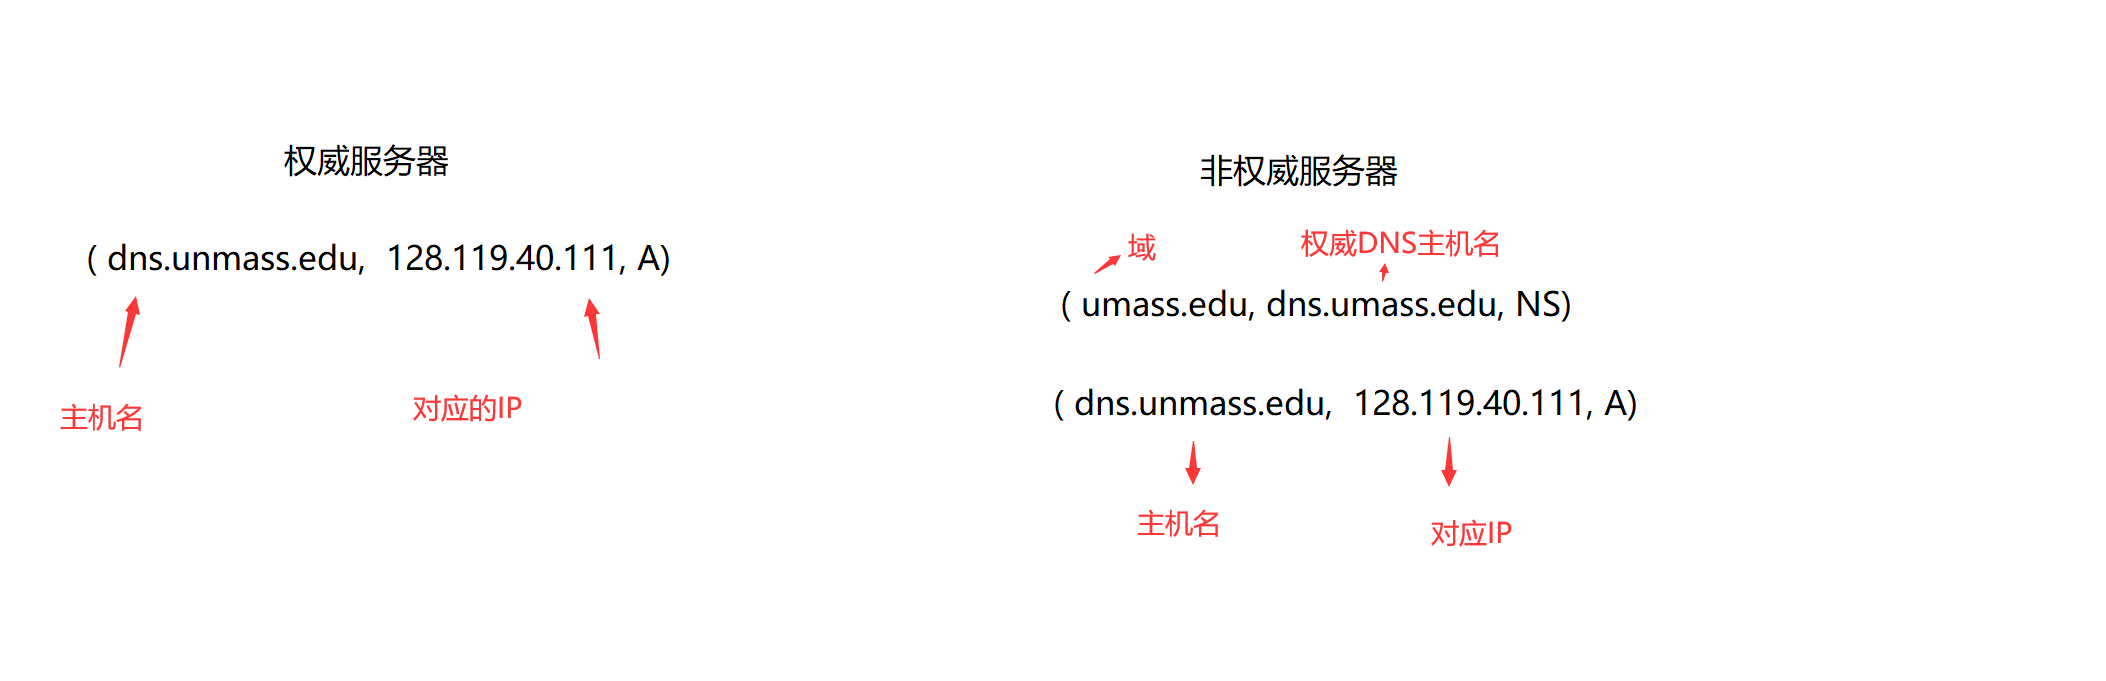 权威服务器
( dns.unmass.edu,  128.119.40.111, A)
主机名
对应的IP
非权威服务器
域
权威DNS主机名
( umass.edu, dns.umass.edu, NS)
( dns.unmass.edu,  128.119.40.111, A)
主机名
对应IP